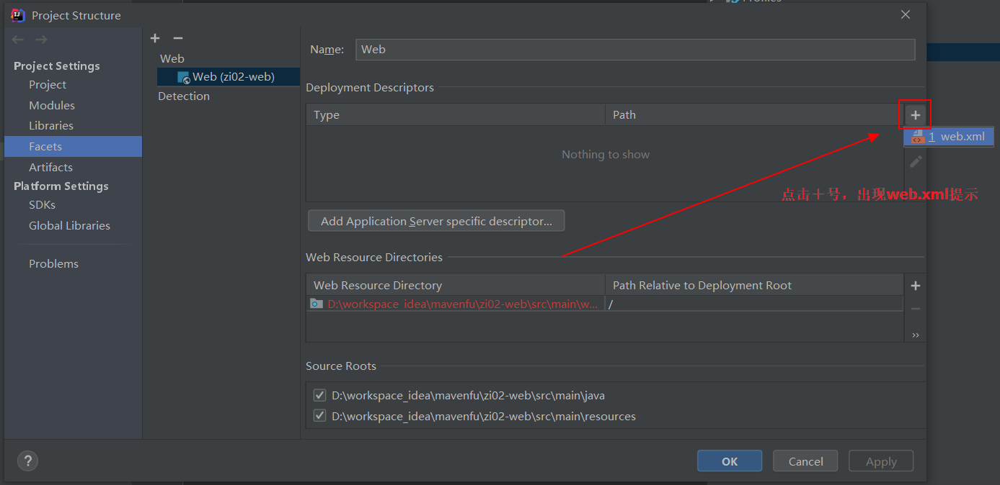 Profiles
Project Structure
Project Settings
Project
Modules
Libraries
Facets
Artifacts
Platform Settings
SDKs
Global Libraries
Problems
Web
Web (zi02-web)
Detection
Name:
Web
Deployment Descriptors
Type Path
+
1 web.xml
Nothing to show
点击十号，出现web.xml提示
Add Application Server specific descriptor...
Web Resource Directories
Web Resource Directory Path Relative to Deployment Root
D:\workspace_idea\mavenfu\zi02-web\src\main\w... /
Source Roots
D:\workspace_idea\mavenfu\zi02-web\src\main\java
D:\workspace_idea\mavenfu\zi02-web\src\main\resources
?
OK Cancel Apply